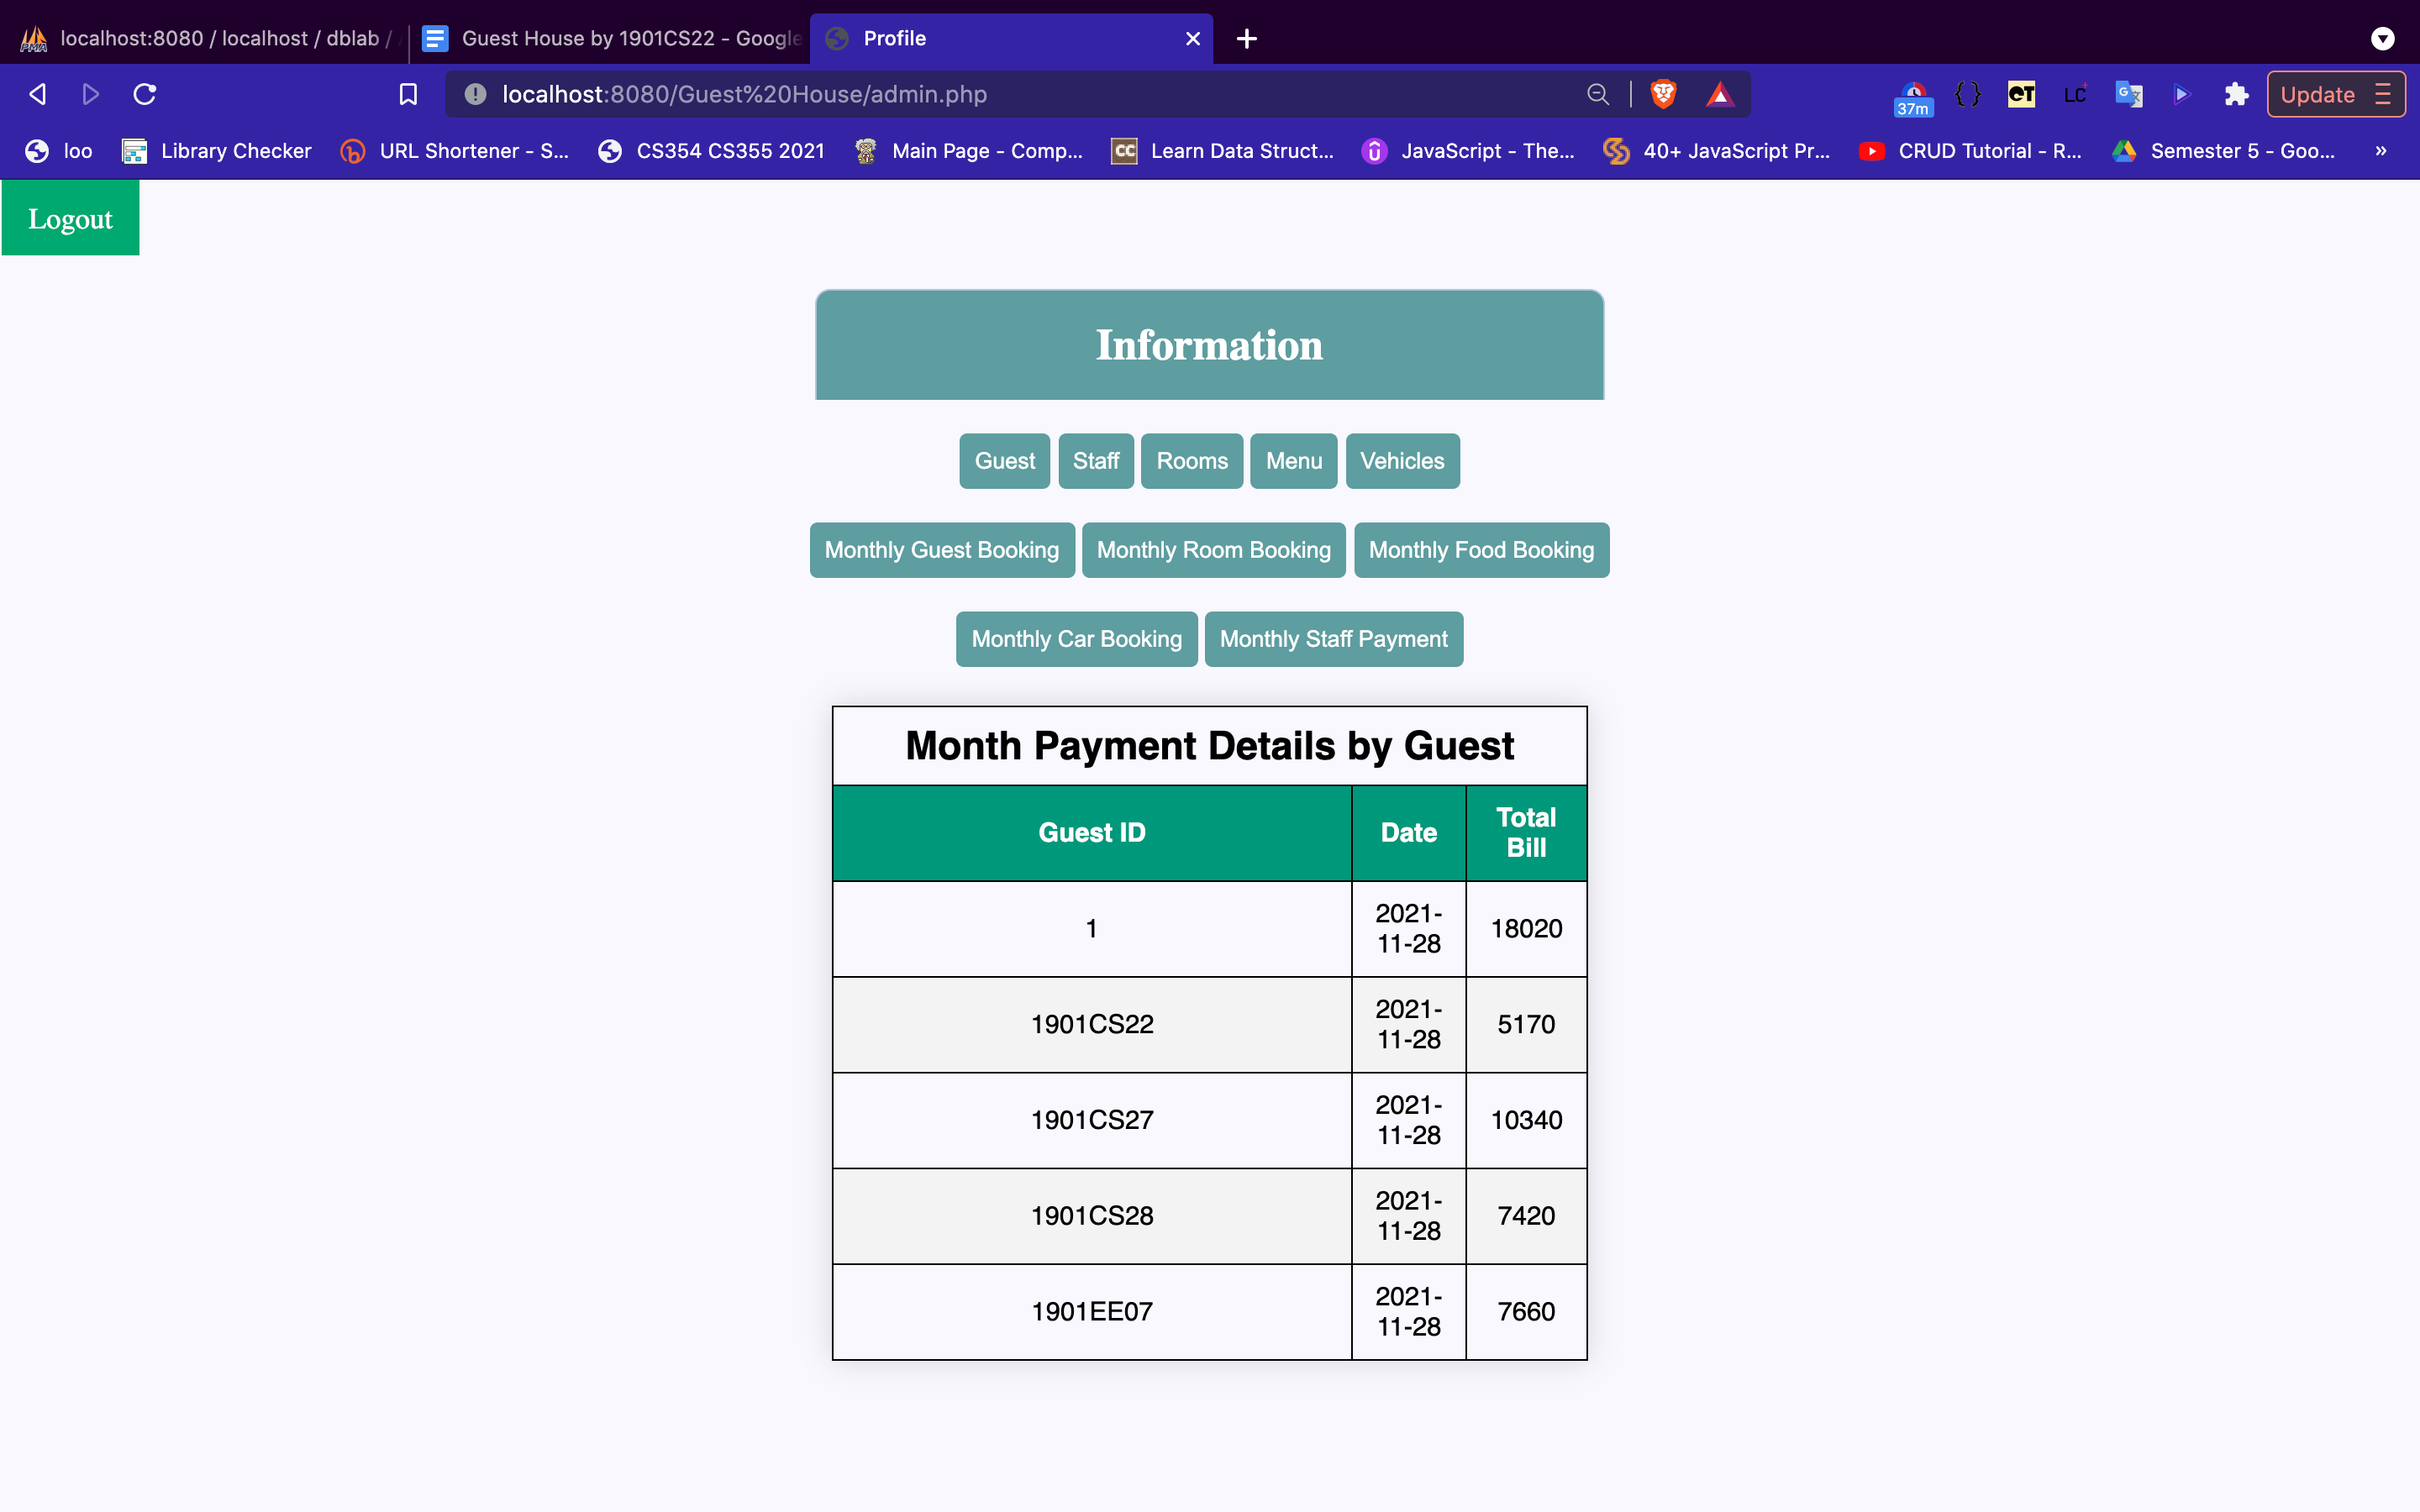 localhost:8080 / localhost / dblab /
Guest House by 1901CS22 - Google
Profile
localhost:8080/Guest%20House/admin.php
37m
{}
LC
Update
loo
Library Checker
URL Shortener - S...
CS354 CS355 2021
Main Page - Comp...
CC
Learn Data Struct...
JavaScript - The...
40+ JavaScript Pr...
CRUD Tutorial - R...
Semester 5 - Goo...
»
Logout
Information
Guest Staff Rooms Menu Vehicles
Monthly Guest Booking Monthly Room Booking Monthly Food Booking
Monthly Car Booking Monthly Staff Payment
Month Payment Details by Guest
Guest ID Date Total Bill
1 2021-11-28 18020
1901CS22 2021-11-28 5170
1901CS27 2021-11-28 10340
1901CS28 2021-11-28 7420
1901EE07 2021-11-28 7660